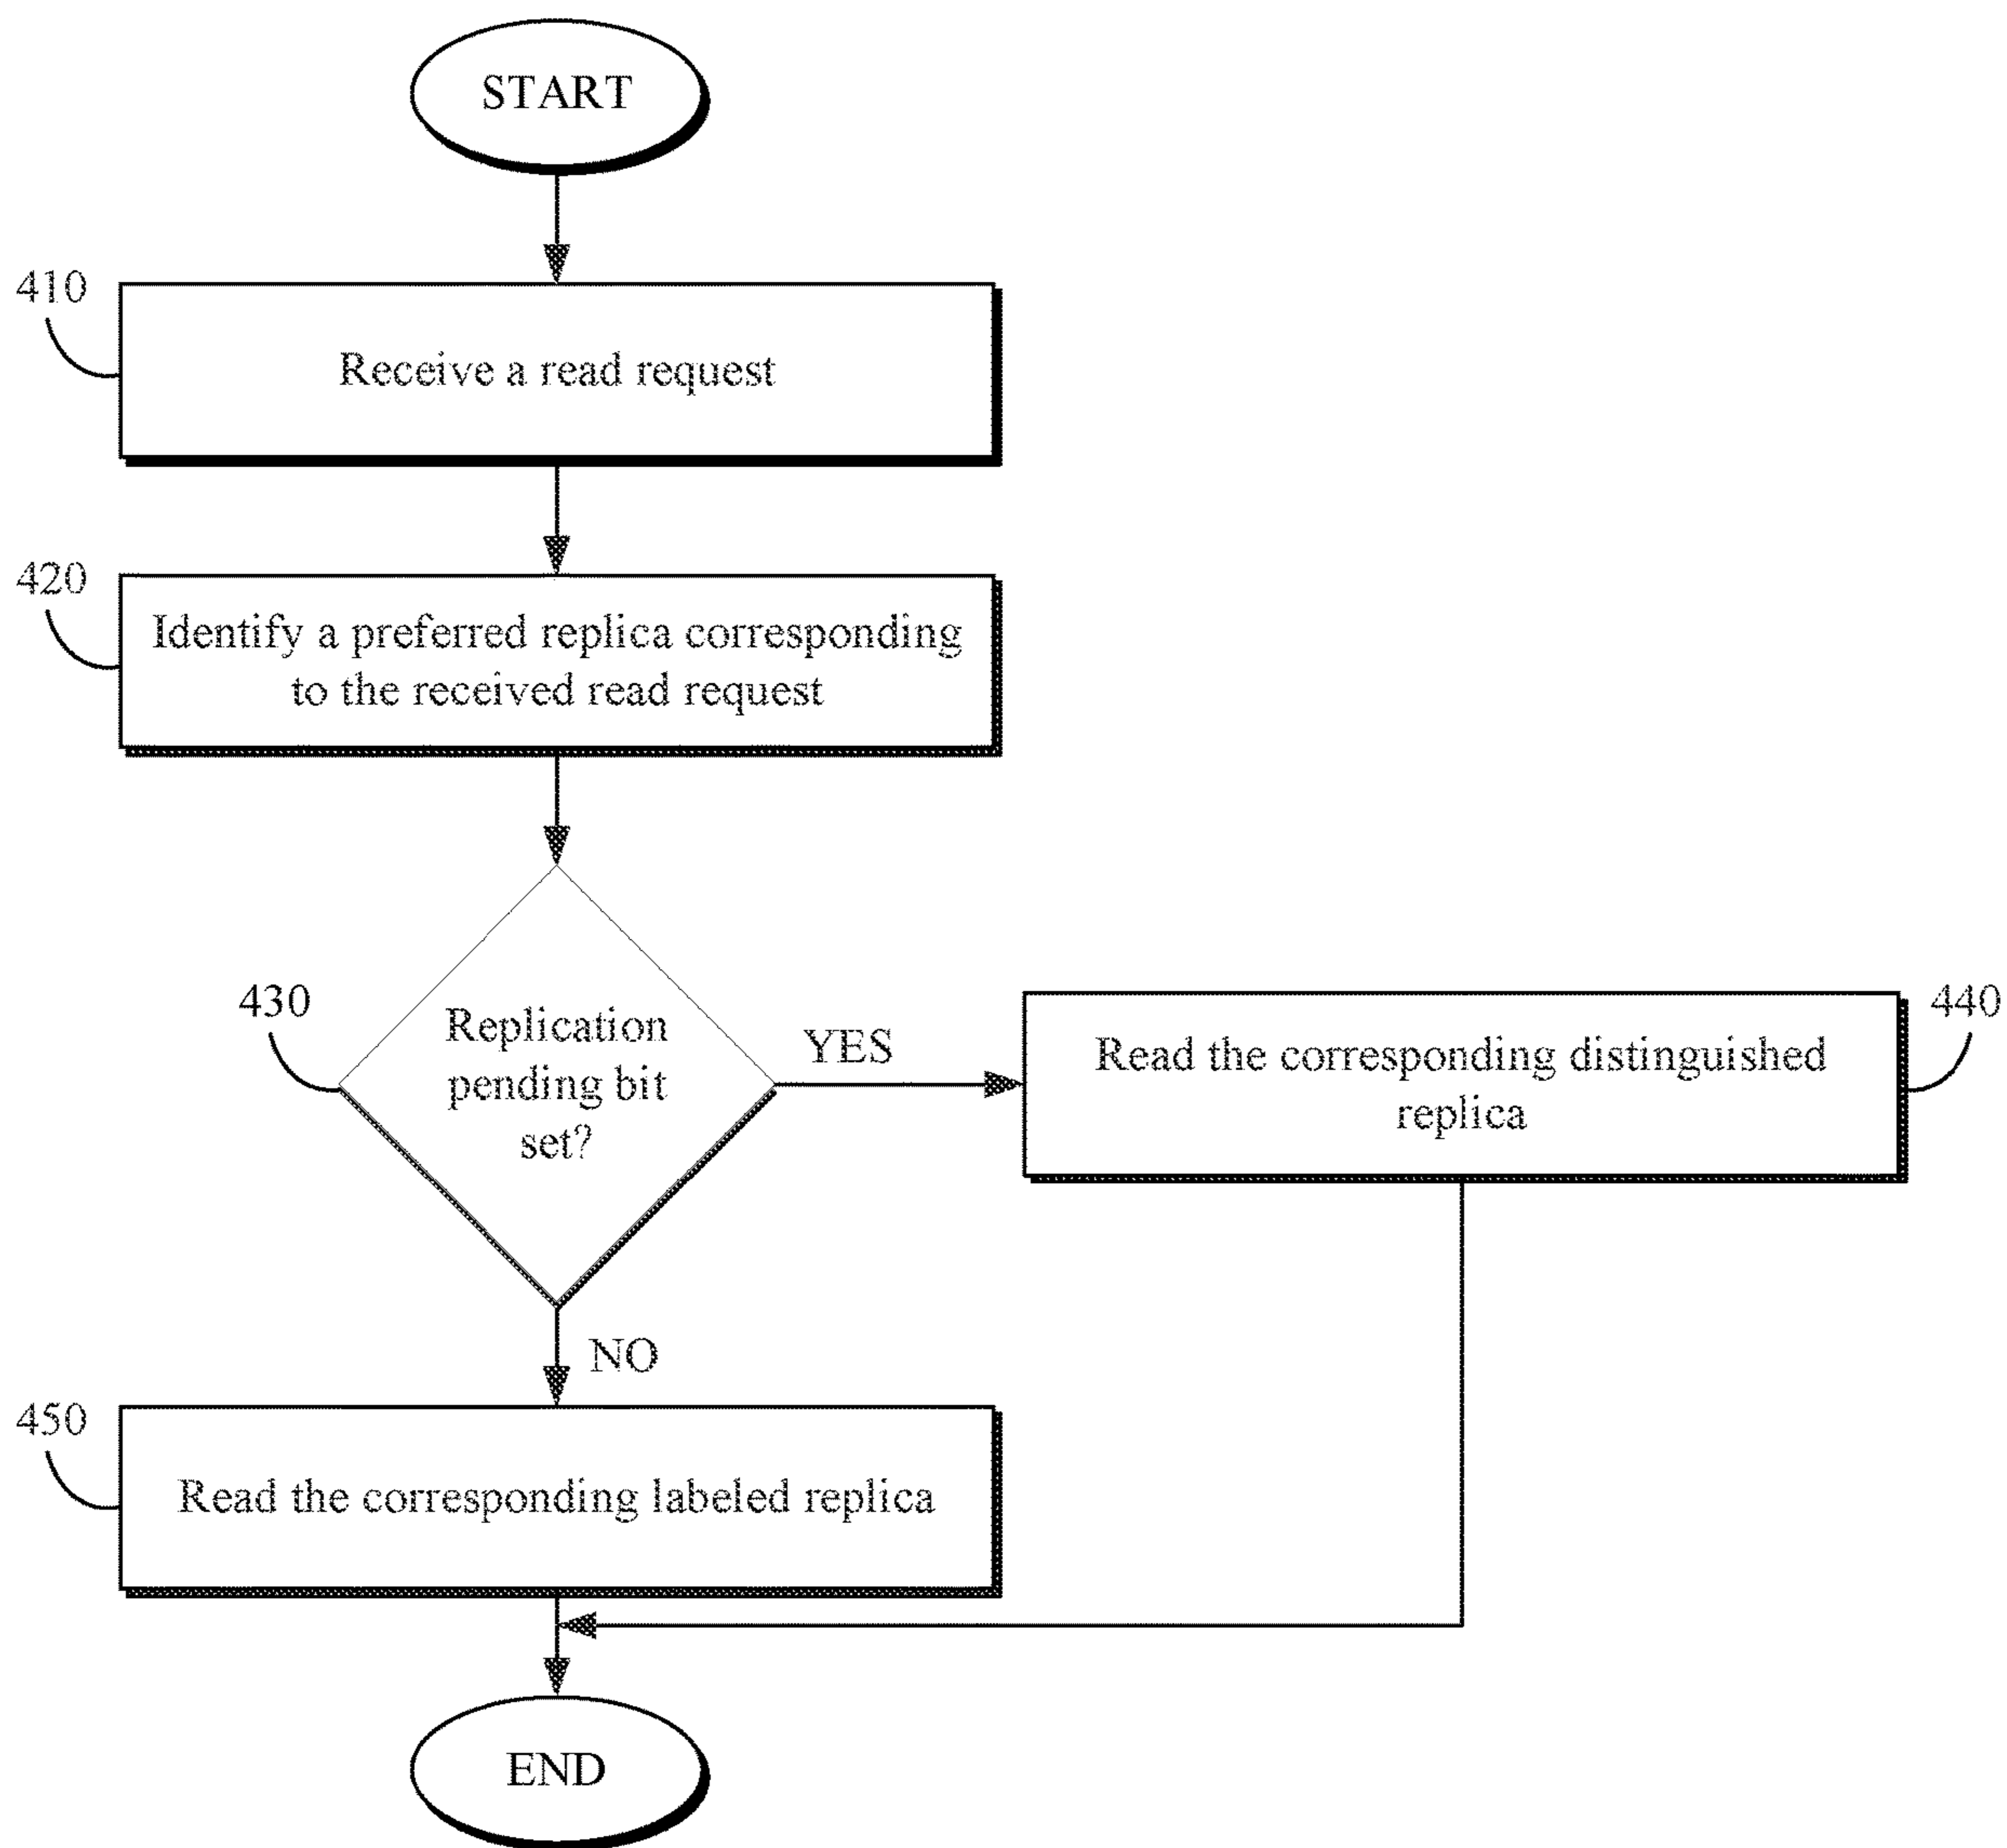 START
410
Receive a read request
420
Identify a preferred replica corresponding
to the received read request
430
Replication
pending bit
set?
YES
440
Read the corresponding distinguished
replica
NO
450
Read the corresponding labeled replica
END